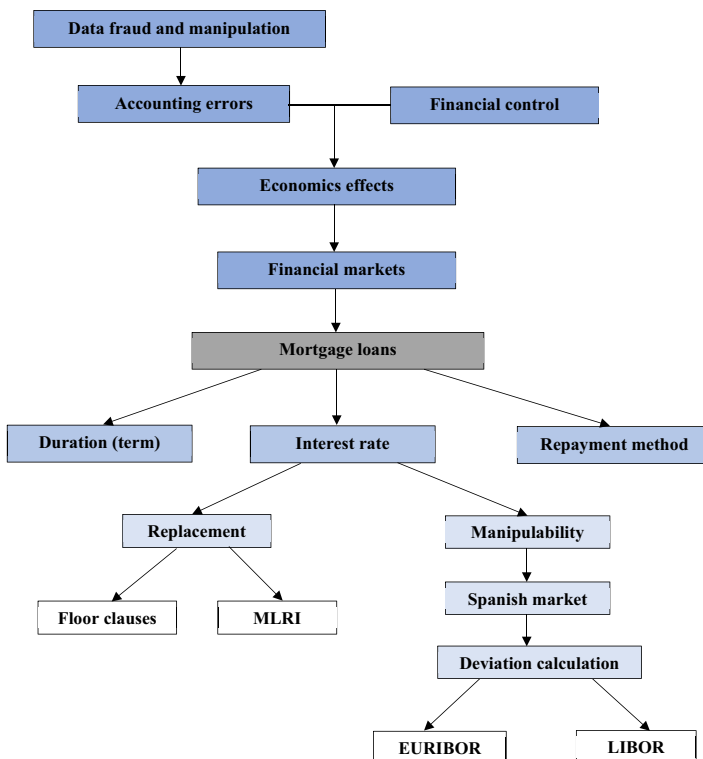 Data fraud and manipulation
Accounting errors
Financial control
Economics effects
Financial markets
Mortgage loans
Duration (term)
Interest rate
Repayment method
Replacement
Manipulability
Floor clauses
MLRI
Spanish market
Deviation calculation
EURIBOR
LIBOR